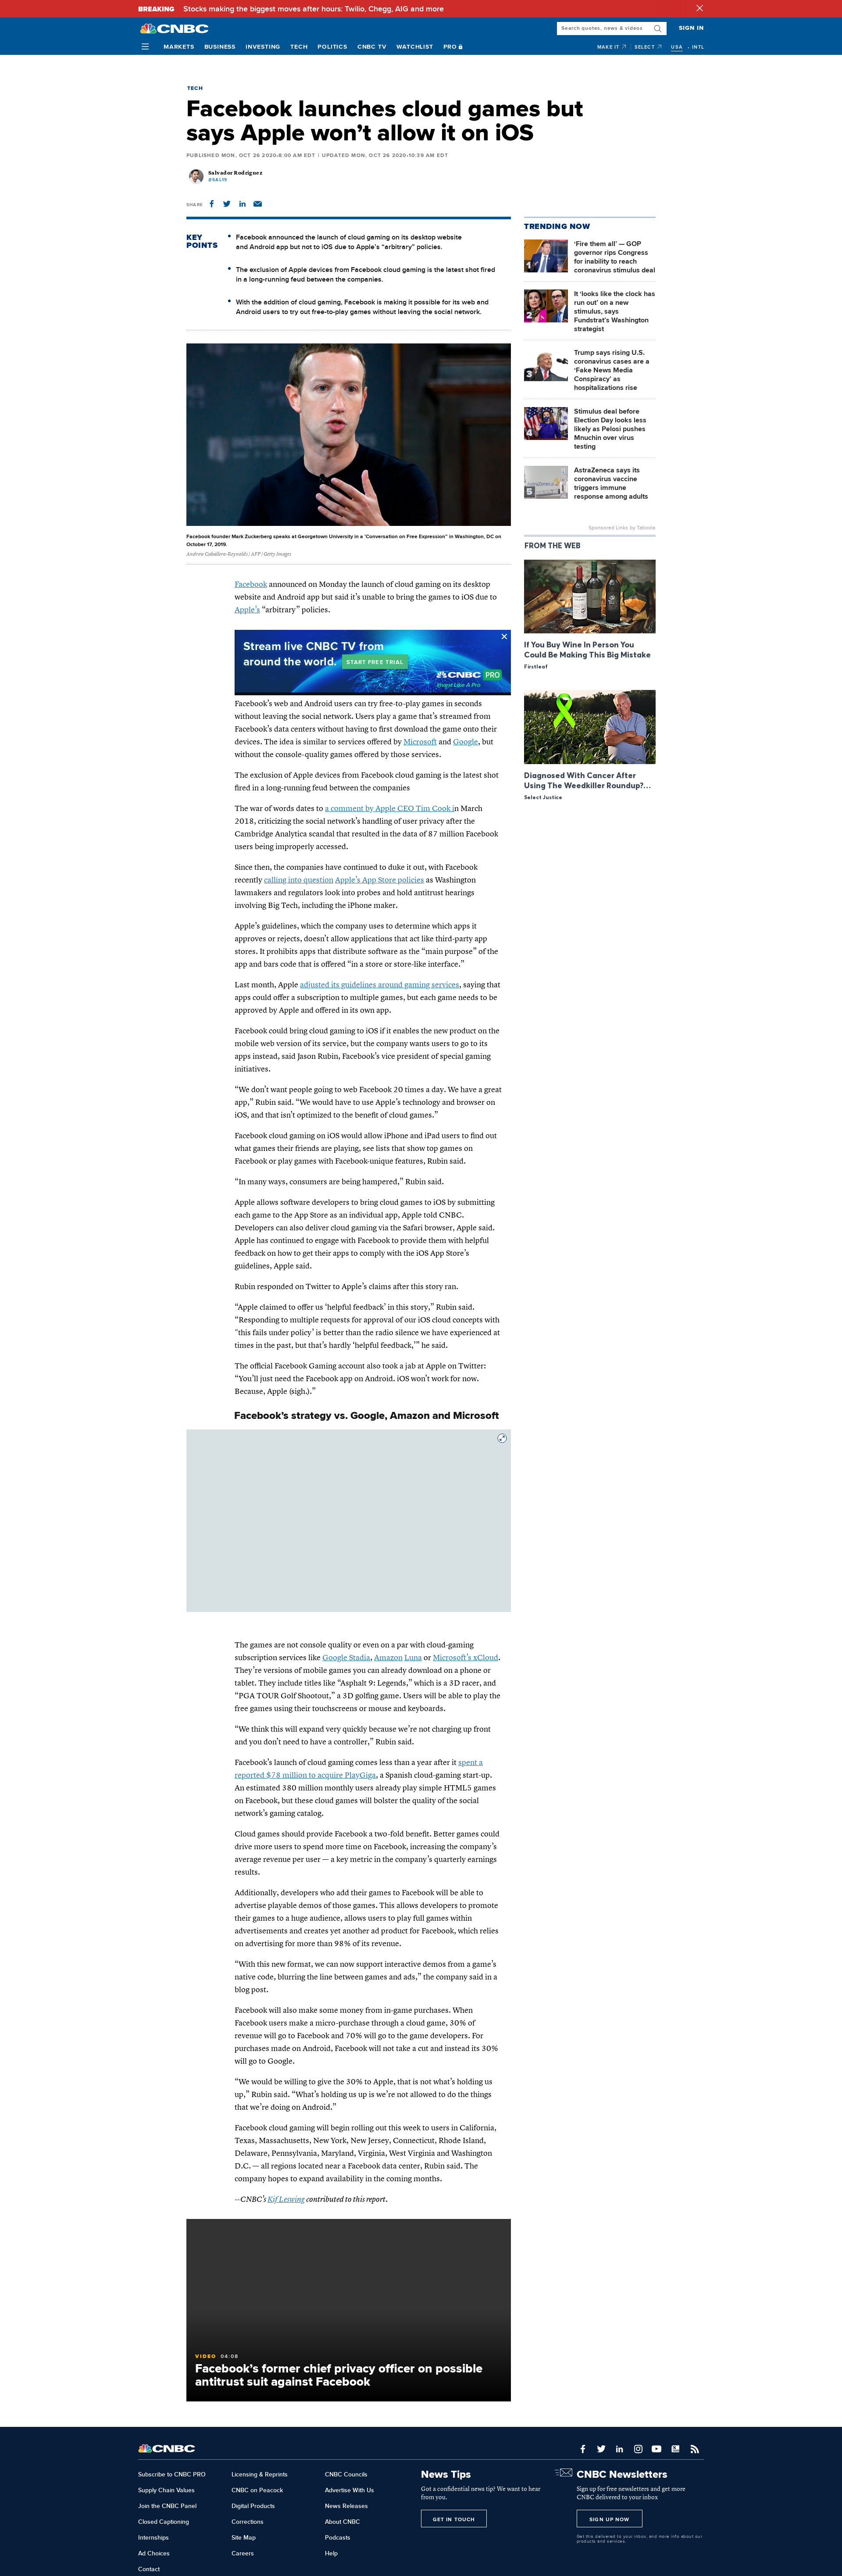 BREAKING Stocks making the biggest moves after hours: Twilio, Chegg, AIG and more
CNBC
Search quotes, news & videos
SIGN IN
MARKETS BUSINESS INVESTING TECH POLITICS CNBC TV WATCHLIST PRO
MAKE IT SELECT USA • INTL
TECH
Facebook launches cloud games but
says Apple won’t allow it on iOS
PUBLISHED MON, OCT 26 2020•8:00 AM EDT | UPDATED MON, OCT 26 2020•10:39 AM EDT
Salvador Rodriguez
@SAL19
SHARE
KEY
POINTS
Facebook announced the launch of cloud gaming on its desktop website
and Android app but not to iOS due to Apple’s “arbitrary” policies.
The exclusion of Apple devices from Facebook cloud gaming is the latest shot fired
in a long-running feud between the companies.
With the addition of cloud gaming, Facebook is making it possible for its web and
Android users to try out free-to-play games without leaving the social network.
Facebook founder Mark Zuckerberg speaks at Georgetown University in a ‘Conversation on Free Expression” in Washington, DC on
October 17, 2019.
Andrew Caballero-Reynolds | AFP | Getty Images
Facebook announced on Monday the launch of cloud gaming on its desktop
website and Android app but said it’s unable to bring the games to iOS due to
Apple’s “arbitrary” policies.
Stream live CNBC TV from
around the world. START FREE TRIAL
CNBC PRO
Invest Like A Pro
Facebook’s web and Android users can try free-to-play games in seconds
without leaving the social network. Users play a game that’s streamed from
Facebook’s data centers without having to first download the game onto their
devices. The idea is similar to services offered by Microsoft and Google, but
without the console-quality games offered by those services.
The exclusion of Apple devices from Facebook cloud gaming is the latest shot
fired in a long-running feud between the companies
The war of words dates to a comment by Apple CEO Tim Cook in March
2018, criticizing the social network’s handling of user privacy after the
Cambridge Analytica scandal that resulted in the data of 87 million Facebook
users being improperly accessed.
Since then, the companies have continued to duke it out, with Facebook
recently calling into question Apple’s App Store policies as Washington
lawmakers and regulators look into probes and hold antitrust hearings
involving Big Tech, including the iPhone maker.
Apple’s guidelines, which the company uses to determine which apps it
approves or rejects, doesn’t allow applications that act like third-party app
stores. It prohibits apps that distribute software as the “main purpose” of the
app and bars code that is offered “in a store or store-like interface.”
Last month, Apple adjusted its guidelines around gaming services, saying that
apps could offer a subscription to multiple games, but each game needs to be
approved by Apple and offered in its own app.
Facebook could bring cloud gaming to iOS if it enables the new product on the
mobile web version of its service, but the company wants users to go to its
apps instead, said Jason Rubin, Facebook’s vice president of special gaming
initiatives.
“We don’t want people going to web Facebook 20 times a day. We have a great
app,” Rubin said. “We would have to use Apple’s technology and browser on
iOS, and that isn’t optimized to the benefit of cloud games.”
Facebook cloud gaming on iOS would allow iPhone and iPad users to find out
what games their friends are playing, see lists that show top games on
Facebook or play games with Facebook-unique features, Rubin said.
“In many ways, consumers are being hampered,” Rubin said.
Apple allows software developers to bring cloud games to iOS by submitting
each game to the App Store as an individual app, Apple told CNBC.
Developers can also deliver cloud gaming via the Safari browser, Apple said.
Apple has continued to engage with Facebook to provide them with helpful
feedback on how to get their apps to comply with the iOS App Store’s
guidelines, Apple said.
Rubin responded on Twitter to Apple’s claims after this story ran.
“Apple claimed to offer us ‘helpful feedback’ in this story,” Rubin said.
“Responding to multiple requests for approval of our iOS cloud concepts with
"this fails under policy’ is better than the radio silence we have experienced at
times in the past, but that’s hardly ‘helpful feedback,’” he said.
The official Facebook Gaming account also took a jab at Apple on Twitter:
“You’ll just need the Facebook app on Android. iOS won’t work for now.
Because, Apple (sigh.).”
Facebook’s strategy vs. Google, Amazon and Microsoft
The games are not console quality or even on a par with cloud-gaming
subscription services like Google Stadia, Amazon Luna or Microsoft’s xCloud.
They’re versions of mobile games you can already download on a phone or
tablet. They include titles like “Asphalt 9: Legends,” which is a 3D racer, and
“PGA TOUR Golf Shootout,” a 3D golfing game. Users will be able to play the
free games using their touchscreens or mouse and keyboards.
“We think this will expand very quickly because we’re not charging up front
and you don’t need to have a controller,” Rubin said.
Facebook’s launch of cloud gaming comes less than a year after it spent a
reported $78 million to acquire PlayGiga, a Spanish cloud-gaming start-up.
An estimated 380 million monthly users already play simple HTML5 games
on Facebook, but these cloud games will bolster the quality of the social
network’s gaming catalog.
Cloud games should provide Facebook a two-fold benefit. Better games could
drive more users to spend more time on Facebook, increasing the company’s
average revenue per user — a key metric in the company’s quarterly earnings
results.
Additionally, developers who add their games to Facebook will be able to
advertise playable demos of those games. This allows developers to promote
their games to a huge audience, allows users to play full games within
advertisements and creates yet another ad product for Facebook, which relies
on advertising for more than 98% of its revenue.
“With this new format, we can now support interactive demos from a game’s
native code, blurring the line between games and ads,” the company said in a
blog post.
Facebook will also make some money from in-game purchases. When
Facebook users make a micro-purchase through a cloud game, 30% of
revenue will go to Facebook and 70% will go to the game developers. For
purchases made on Android, Facebook will not take a cut and instead its 30%
will go to Google.
“We would be willing to give the 30% to Apple, that is not what’s holding us
up,” Rubin said. “What’s holding us up is we’re not allowed to do the things
that we’re doing on Android.”
Facebook cloud gaming will begin rolling out this week to users in California,
Texas, Massachusetts, New York, New Jersey, Connecticut, Rhode Island,
Delaware, Pennsylvania, Maryland, Virginia, West Virginia and Washington
D.C. — all regions located near a Facebook data center, Rubin said. The
company hopes to expand availability in the coming months.
—CNBC’s Kif Leswing contributed to this report.
VIDEO 04:08
Facebook’s former chief privacy officer on possible
antitrust suit against Facebook
TRENDING NOW
1
‘Fire them all’ — GOP
governor rips Congress
for inability to reach
coronavirus stimulus deal
2
It ‘looks like the clock has
run out’ on a new
stimulus, says
Fundstrat’s Washington
strategist
3
Trump says rising U.S.
coronavirus cases are a
‘Fake News Media
Conspiracy’ as
hospitalizations rise
4
Stimulus deal before
Election Day looks less
likely as Pelosi pushes
Mnuchin over virus
testing
5
AstraZeneca says its
coronavirus vaccine
triggers immune
response among adults
Sponsored Links by Taboola
FROM THE WEB
If You Buy Wine In Person You
Could Be Making This Big Mistake
Firstleaf
Diagnosed With Cancer After
Using The Weedkiller Roundup?…
Select Justice
CNBC
Subscribe to CNBC PRO
Supply Chain Values
Join the CNBC Panel
Closed Captioning
Internships
Ad Choices
Contact
Licensing & Reprints
CNBC on Peacock
Digital Products
Corrections
Site Map
Careers
CNBC Councils
Advertise With Us
News Releases
About CNBC
Podcasts
Help
News Tips
Got a confidential news tip? We want to hear
from you.
GET IN TOUCH
CNBC Newsletters
Sign up for free newsletters and get more
CNBC delivered to your inbox
SIGN UP NOW
Get this delivered to your inbox, and more info about our
products and services.